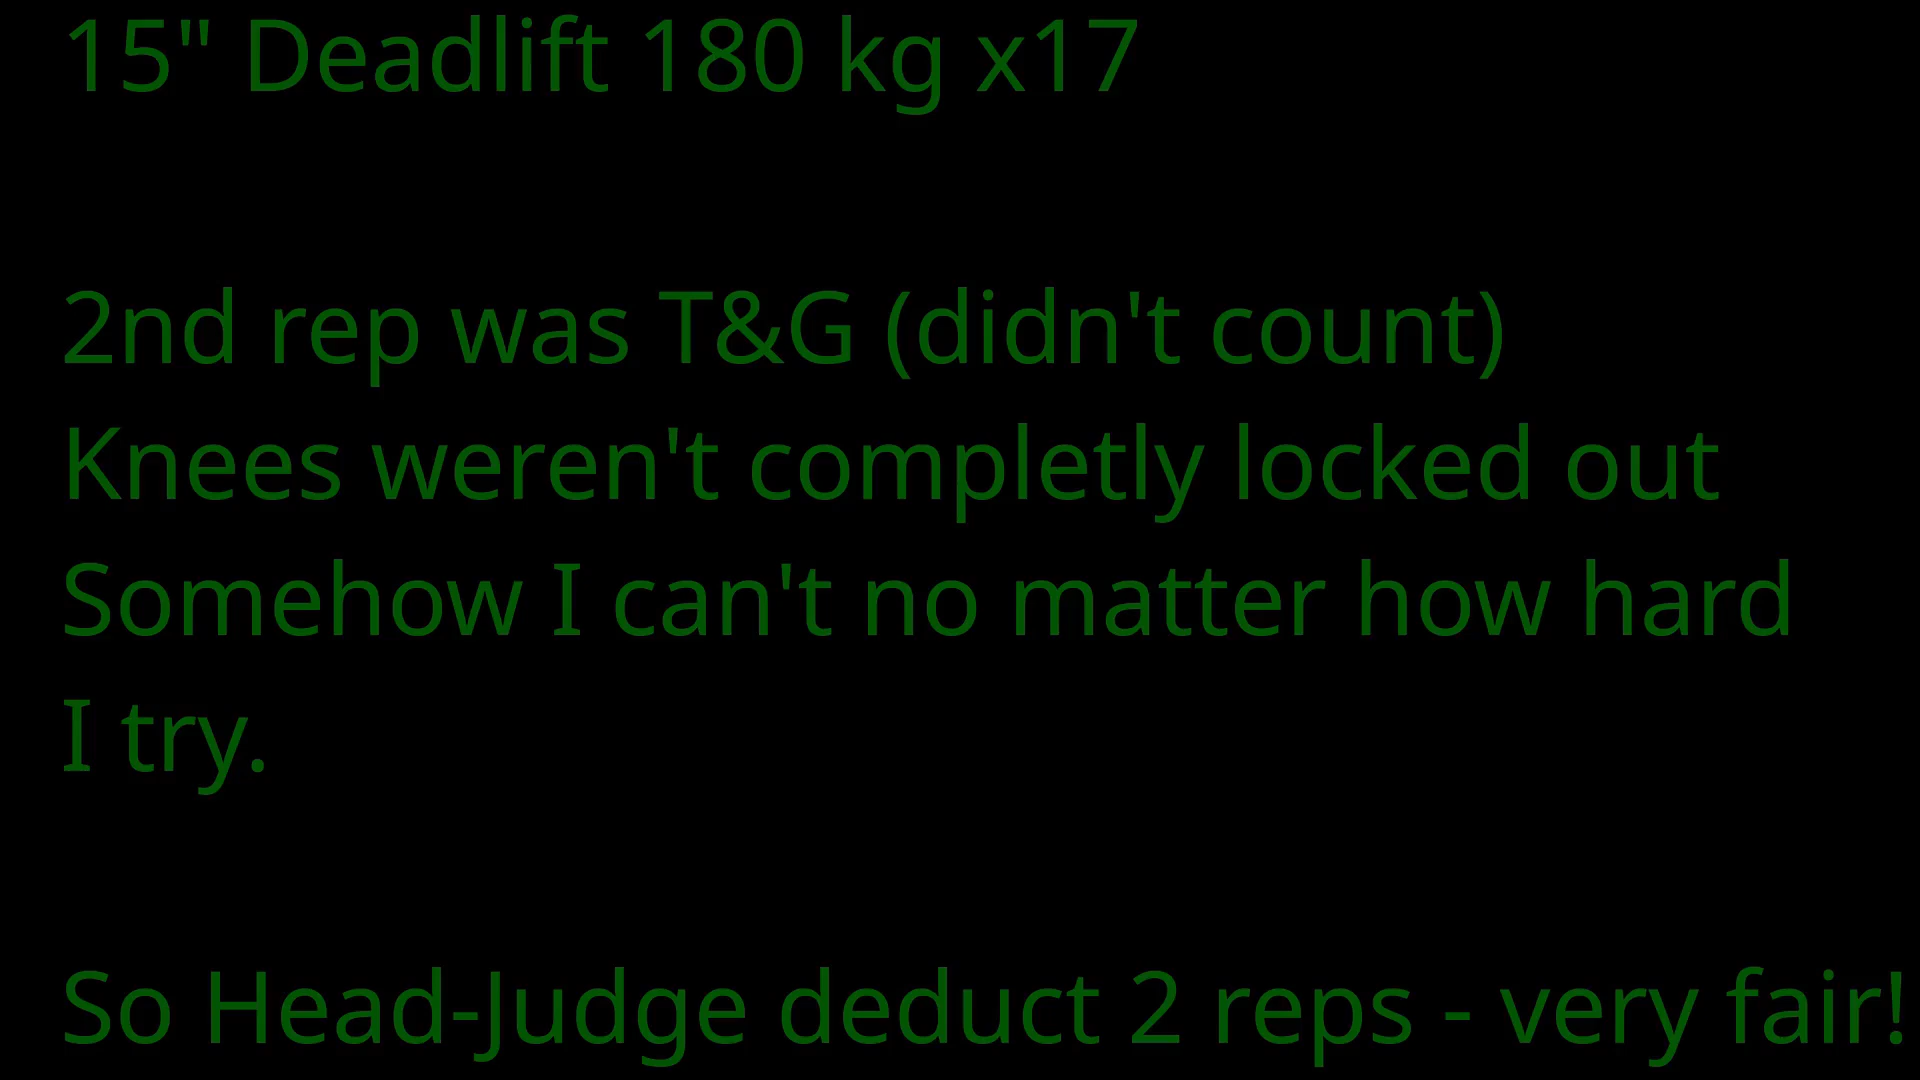 15" Deadlift 180 kg x17
2nd rep was T&G (didn't count)
Knees weren't completly locked out
Somehow I can't no matter how hard
I try.
So Head-Judge deduct 2 reps - very fair!